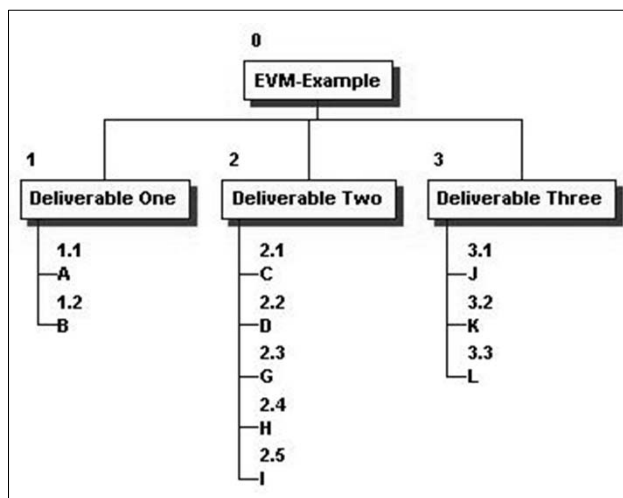 0
EVM-Example
1
Deliverable One
1.1
A
1.2
B
2
Deliverable Two
2.1
C
2.2
D
2.3
G
2.4
H
2.5
I
3
Deliverable Three
3.1
J
3.2
K
3.3
L